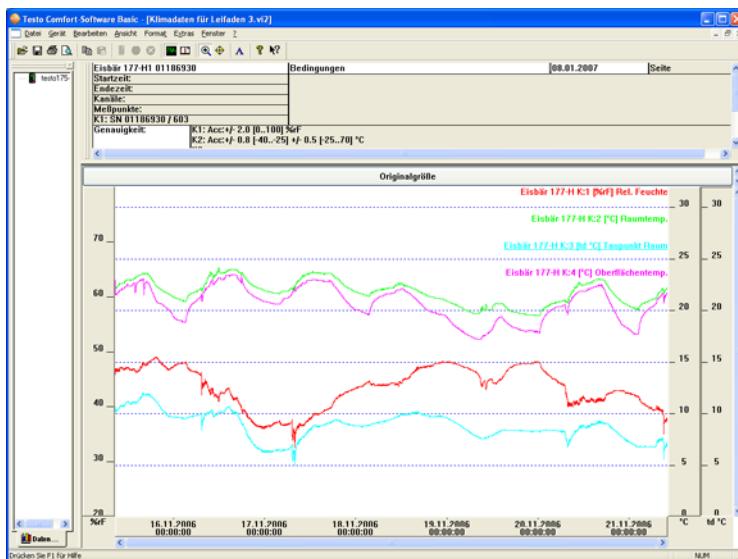 Testo Comfort-Software Basic - [Klimadaten für Leifaden 3.vi2]
Datei Gerät Bearbeiten Ansicht Format Extras Fenster ?
testo175-
Eisbär 177-H1 01186930 Bedingungen 08.01.2007 Seite
Startzeit:
Endezeit:
Kanäle:
Meßpunkte:
K1: SN 01186930 / 603
Genauigkeit: K1: Acc:+/- 2.0 [0..100] %rF
K2: Acc:+/- 0.8 [-40..-25] +/- 0.5 [-25..70] °C
Originalgröße
Eisbär 177-H K:1 [%rF] Rel. Feuchte
30 30
Eisbär 177-H K:2 [°C] Raumtemp.
70
Eisbär 177-H K:3 [td °C] Taupunkt Raum
25 25
Eisbär 177-H K:4 [°C] Oberflächentemp.
60
20 20
50
15 15
40
10 10
30
5 5
20 0 0
%rF 16.11.2006 17.11.2006 18.11.2006 19.11.2006 20.11.2006 21.11.2006 °C td °C
00:00:00 00:00:00 00:00:00 00:00:00 00:00:00 00:00:00
Daten...
Drücken Sie F1 für Hilfe NUM